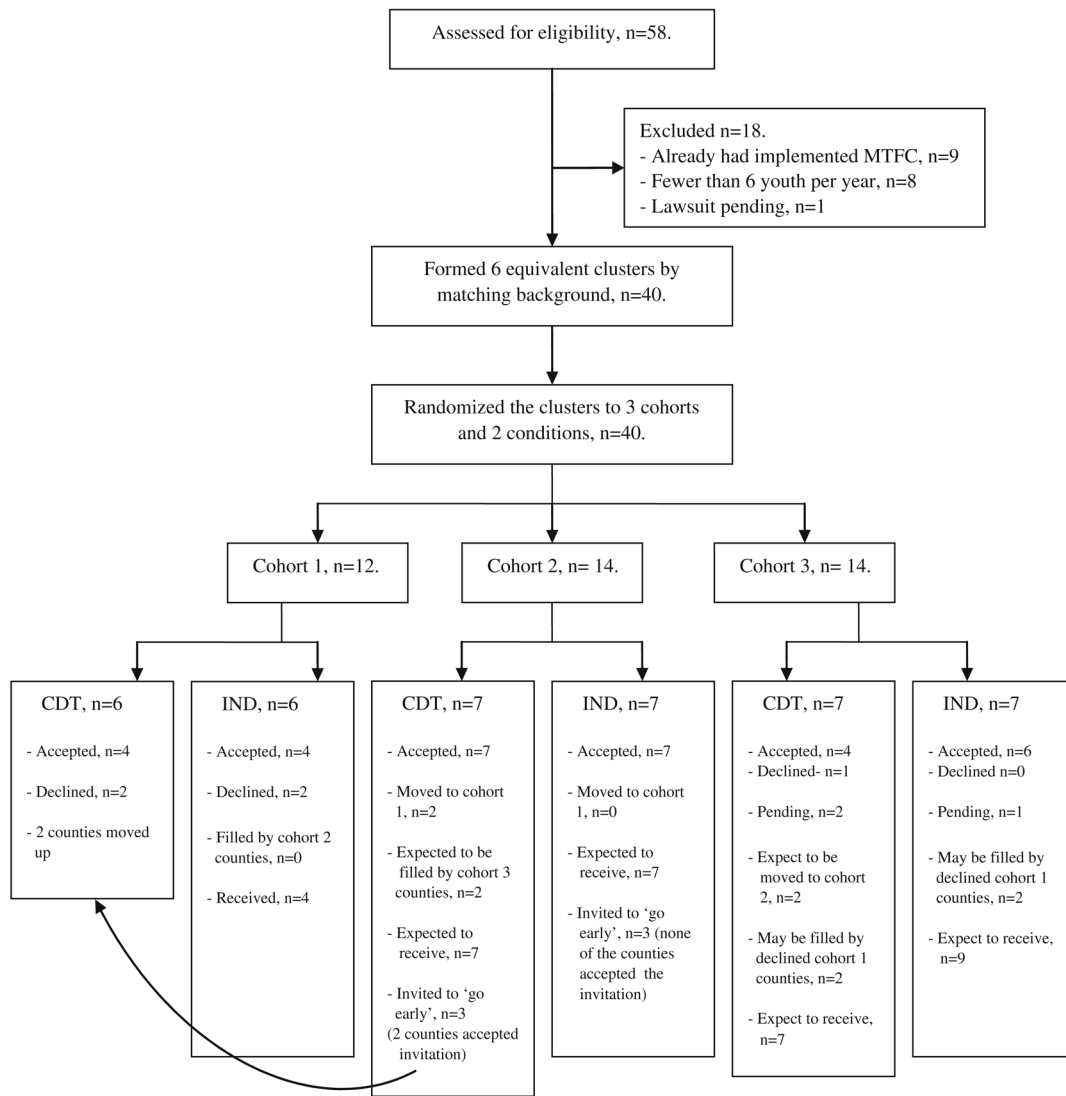 Assessed for eligibility, n=58.
Excluded n=18.
- Already had implemented MTFC, n=9
- Fewer than 6 youth per year, n=8
- Lawsuit pending, n=1
Formed 6 equivalent clusters by
matching background, n=40.
Randomized the clusters to 3 cohorts
and 2 conditions, n=40.
Cohort 1, n=12.
Cohort 2, n= 14.
Cohort 3, n= 14.
CDT, n=6
- Accepted, n=4
- Declined, n=2
- 2 counties moved
up
IND, n=6
- Accepted, n=4
- Declined, n=2
- Filled by cohort 2
counties, n=0
- Received, n=4
CDT, n=7
- Accepted, n=7
- Moved to cohort
1, n=2
- Expected to be
filled by cohort 3
counties, n=2
- Expected to
receive, n=7
- Invited to ‘go
early’, n=3
(2 counties accepted
invitation)
IND, n=7
- Accepted, n=7
- Moved to cohort
1, n=0
- Expected to
receive, n=7
- Invited to ‘go
early’, n=3 (none
of the counties
accepted the
invitation)
CDT, n=7
- Accepted, n=4
- Declined- n=1
- Pending, n=2
- Expect to be
moved to cohort
2, n=2
- May be filled by
declined cohort 1
counties, n=2
- Expect to receive,
n=7
IND, n=7
- Accepted, n=6
- Declined n=0
- Pending, n=1
- May be filled by
declined cohort 1
counties, n=2
- Expect to receive,
n=9